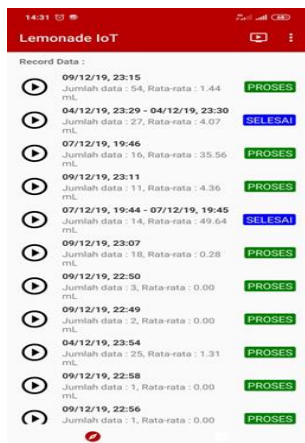 14:31
Lemonade IoT
Record Data :
09/12/19, 23:15
Jumlah data : 54, Rata-rata : 1.44
mL
PROSES
04/12/19, 23:29 - 04/12/19, 23:30
Jumlah data : 27, Rata-rata : 4.07
mL
SELESAI
07/12/19, 19:46
Jumlah data : 16, Rata-rata : 35.56
mL
PROSES
09/12/19, 23:11
Jumlah data : 11, Rata-rata : 4.36
mL
PROSES
07/12/19, 19:44 - 07/12/19, 19:45
Jumlah data : 14, Rata-rata : 49.64
mL
SELESAI
09/12/19, 23:07
Jumlah data : 18, Rata-rata : 0.28
mL
PROSES
09/12/19, 22:50
Jumlah data : 3, Rata-rata : 0.00
mL
PROSES
09/12/19, 22:49
Jumlah data : 2, Rata-rata : 0.00
mL
PROSES
04/12/19, 23:54
Jumlah data : 25, Rata-rata : 1.31
mL
PROSES
09/12/19, 22:58
Jumlah data : 1, Rata-rata : 0.00
mL
PROSES
09/12/19, 22:56
Jumlah data : 1, Rata-rata : 0.00
PROSES